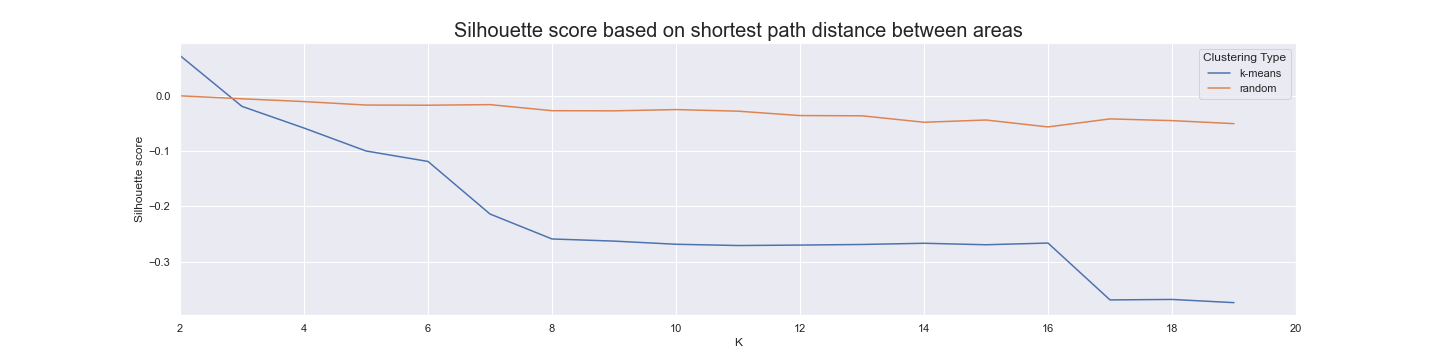 Silhouette score based on shortest path distance between areas
Clustering Type
k-means
random
Silhouette score
0.0
−0.1
−0.2
−0.3
2 4 6 8 10 12 14 16 18 20
K